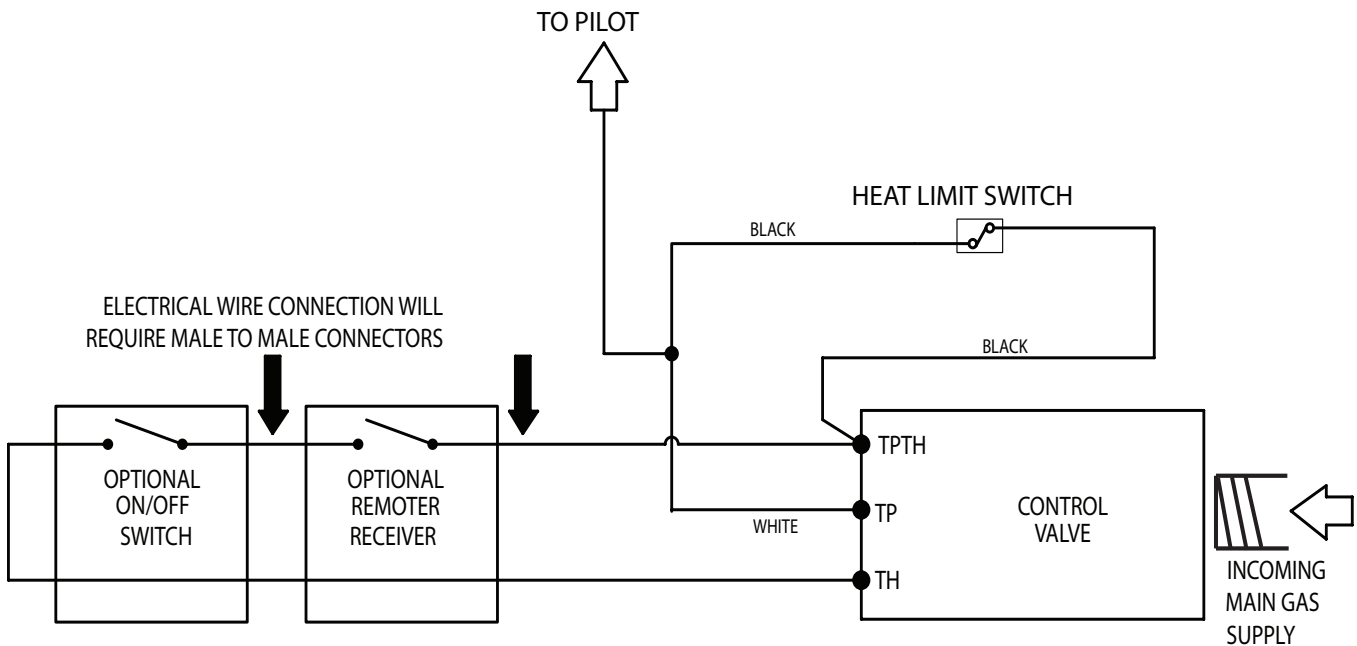 TO PILOT
HEAT LIMIT SWITCH
BLACK
ELECTRICAL WIRE CONNECTION WILL
REQUIRE MALE TO MALE CONNECTORS
BLACK
OPTIONAL
ON/OFF
SWITCH
OPTIONAL
REMOTER
RECEIVER
TPTH
TP
WHITE
TH
CONTROL
VALVE
INCOMING
MAIN GAS
SUPPLY